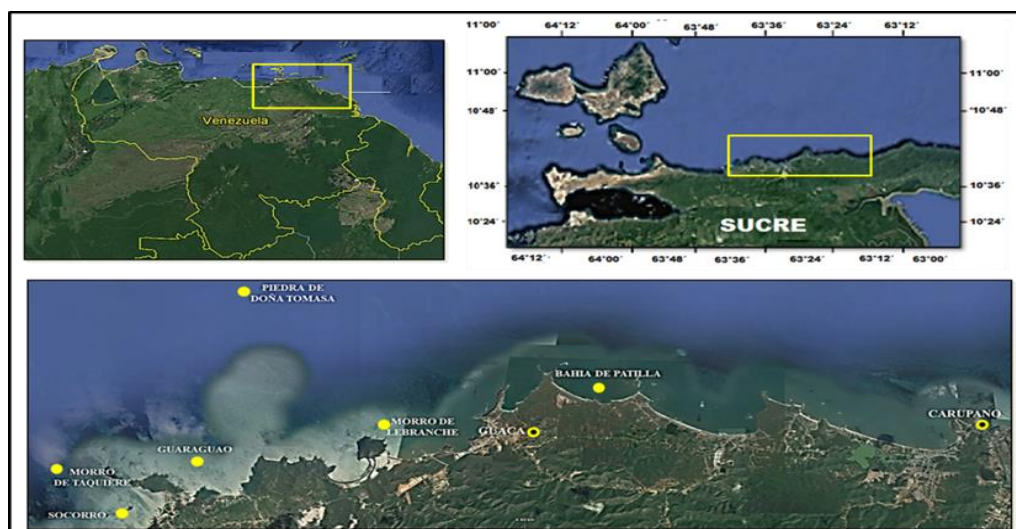 Venezuela
11°00'
64°12'
64°00'
63°48'
63°36'
63°24'
63°12'
11°00'
10°48'
10°36'
10°24'
11°00'
10°48'
10°36'
10°24'
SUCRE
64°12'
64°00'
63°48'
63°36'
63°24'
63°12'
63°00'
PIEDRA DE
DOÑA TOMASA
BAHIA DE PATILLA
CARUPANO
MORRO DE
LEBRANCHE
GUACA
GUARAGUAO
MORRO
DE TAQUIERE
SOCORRO